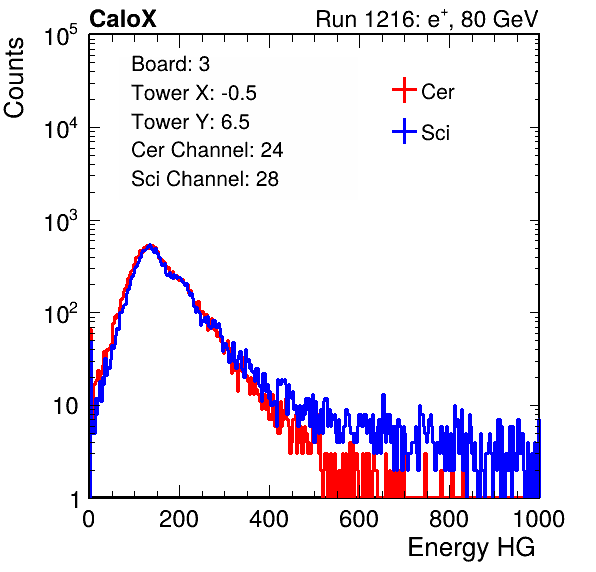 CaloX Run 1216: e⁺, 80 GeV
Counts
Board: 3
Tower X: -0.5
Tower Y: 6.5
Cer Channel: 24
Sci Channel: 28
Cer
Sci
10⁵
10⁴
10³
10²
10
1
0 200 400 600 800 1000
Energy HG